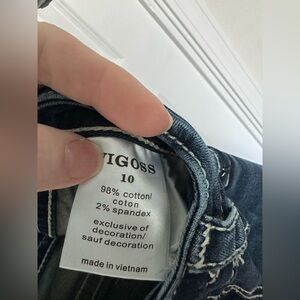 VIGOSS
10
98% cotton/
coton
2% spandex
exclusive of
decoration/
sauf decoration
made in vietnam